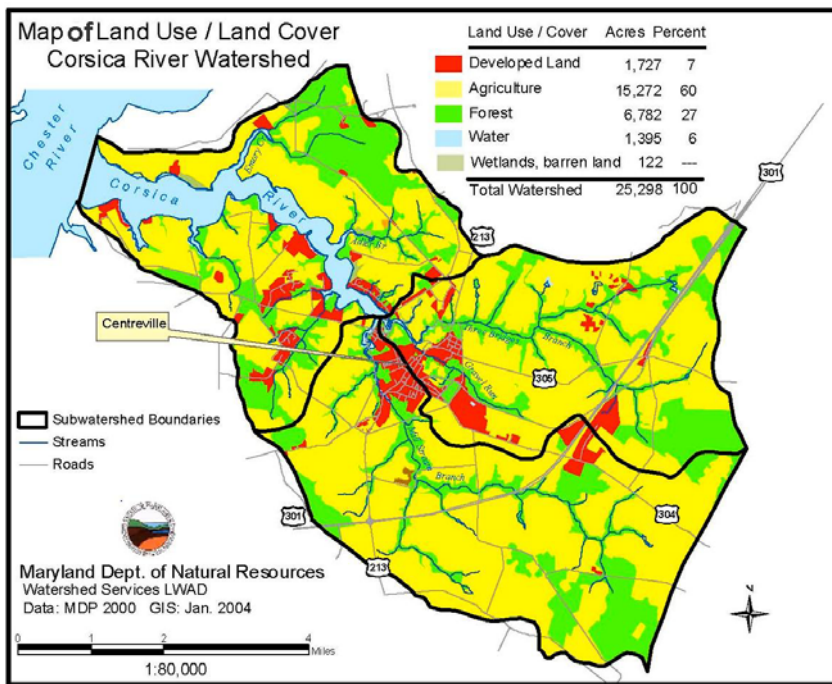 Map of Land Use / Land Cover
Corsica River Watershed
Land Use / Cover Acres Percent
Developed Land 1,727 7
Agriculture 15,272 60
Forest 6,782 27
Water 1,395 6
Wetlands, barren land 122 ---
Total Watershed 25,298 100
Chester
River
Corsica
River
301
213
Centreville
Branch
305
Subwatershed Boundaries
Streams
Roads
Branch
304
301
213
Maryland Dept. of Natural Resources
Watershed Services LWAD
Data: MDP 2000 GIS: Jan. 2004
0 1 2 4
Miles
1:80,000